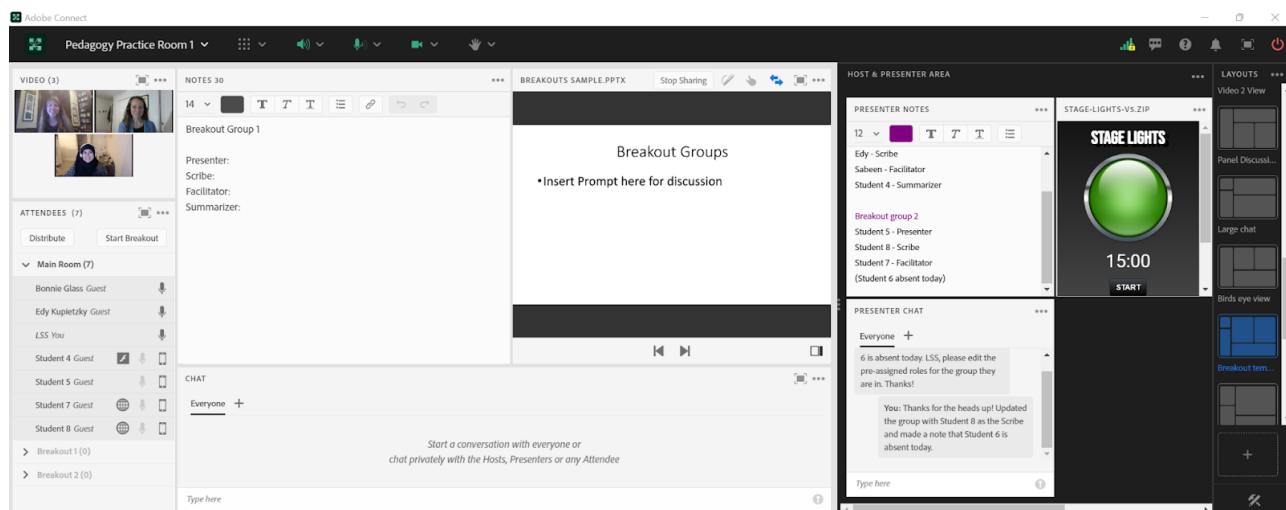 Adobe Connect
Pedagogy Practice Room 1
VIDEO (3)
ATTENDEES (7)
Distribute
Start Breakout
Main Room (7)
Bonnie Glass Guest
Edy Kupietzky Guest
LSS You
Student 4 Guest
Student 5 Guest
Student 7 Guest
Student 8 Guest
Breakout 1 (0)
Breakout 2 (0)
NOTES 30
14
T T T
Breakout Group 1
Presenter:
Scribe:
Facilitator:
Summarizer:
BREAKOUTS SAMPLE.PPTX
Stop Sharing
Breakout Groups
•Insert Prompt here for discussion
CHAT
Everyone +
Start a conversation with everyone or
chat privately with the Hosts, Presenters or any Attendee
Type here
HOST & PRESENTER AREA
PRESENTER NOTES
12
T T T
Edy - Scribe
Sabeen - Facilitator
Student 4 - Summarizer
Breakout group 2
Student 5 - Presenter
Student 8 - Scribe
Student 7 - Facilitator
(Student 6 absent today)
STAGE-LIGHTS-V5.ZIP
STAGE LIGHTS
15:00
START
PRESENTER CHAT
Everyone +
6 is absent today. LSS, please edit the
pre-assigned roles for the group they
are in. Thanks!
You: Thanks for the heads up! Updated
the group with Student 8 as the Scribe
and made a note that Student 6 is
absent today.
Type here
LAYOUTS
Video 2 View
Panel Discussi...
Large chat
Birds eye view
Breakout tem...